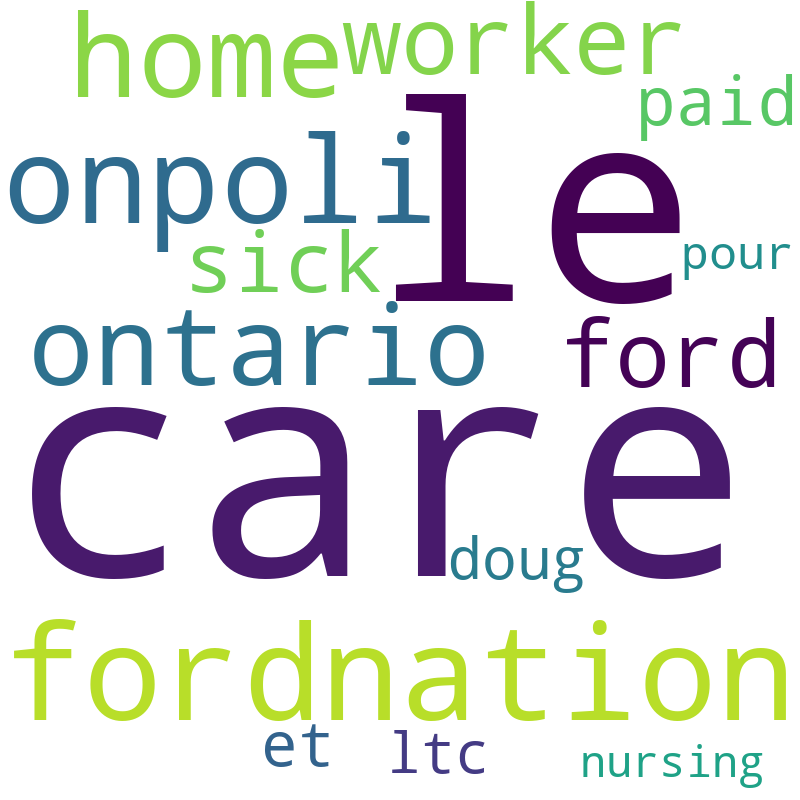 home worker
paid
le
onpoli
sick
pour
ontario
ford
care
doug
fordnation
et ltc nursing